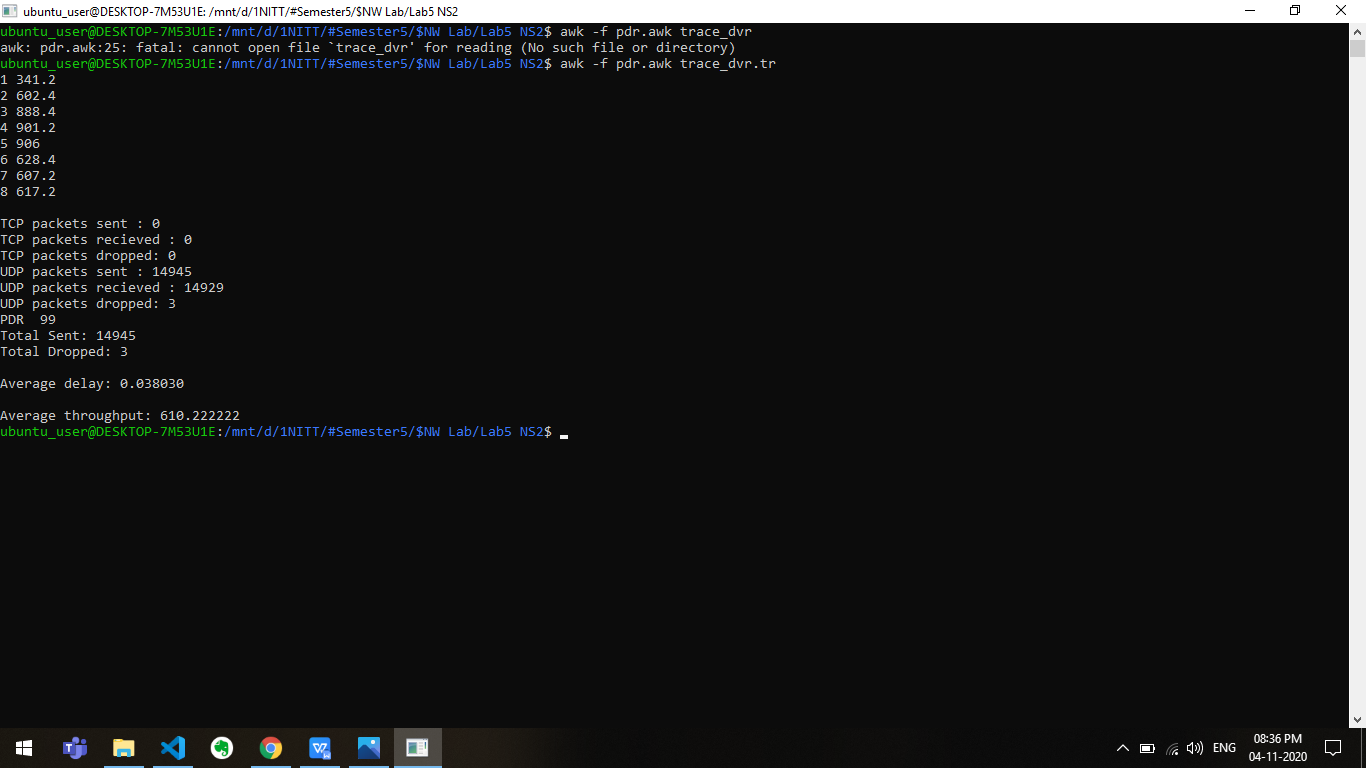 ubuntu_user@DESKTOP-7M53U1E: /mnt/d/1NITT/#Semester5/$NW Lab/Lab5 NS2
ubuntu_user@DESKTOP-7M53U1E:/mnt/d/1NITT/#Semester5/$NW Lab/Lab5 NS2$ awk -f pdr.awk trace_dvr
awk: pdr.awk:25: fatal: cannot open file `trace_dvr' for reading (No such file or directory)
ubuntu_user@DESKTOP-7M53U1E:/mnt/d/1NITT/#Semester5/$NW Lab/Lab5 NS2$ awk -f pdr.awk trace_dvr.tr
1 341.2
2 602.4
3 888.4
4 901.2
5 906
6 628.4
7 607.2
8 617.2
TCP packets sent : 0
TCP packets recieved : 0
TCP packets dropped: 0
UDP packets sent : 14945
UDP packets recieved : 14929
UDP packets dropped: 3
PDR  99
Total Sent: 14945
Total Dropped: 3
Average delay: 0.038030
Average throughput: 610.222222
ubuntu_user@DESKTOP-7M53U1E:/mnt/d/1NITT/#Semester5/$NW Lab/Lab5 NS2$
ENG
08:36 PM
04-11-2020